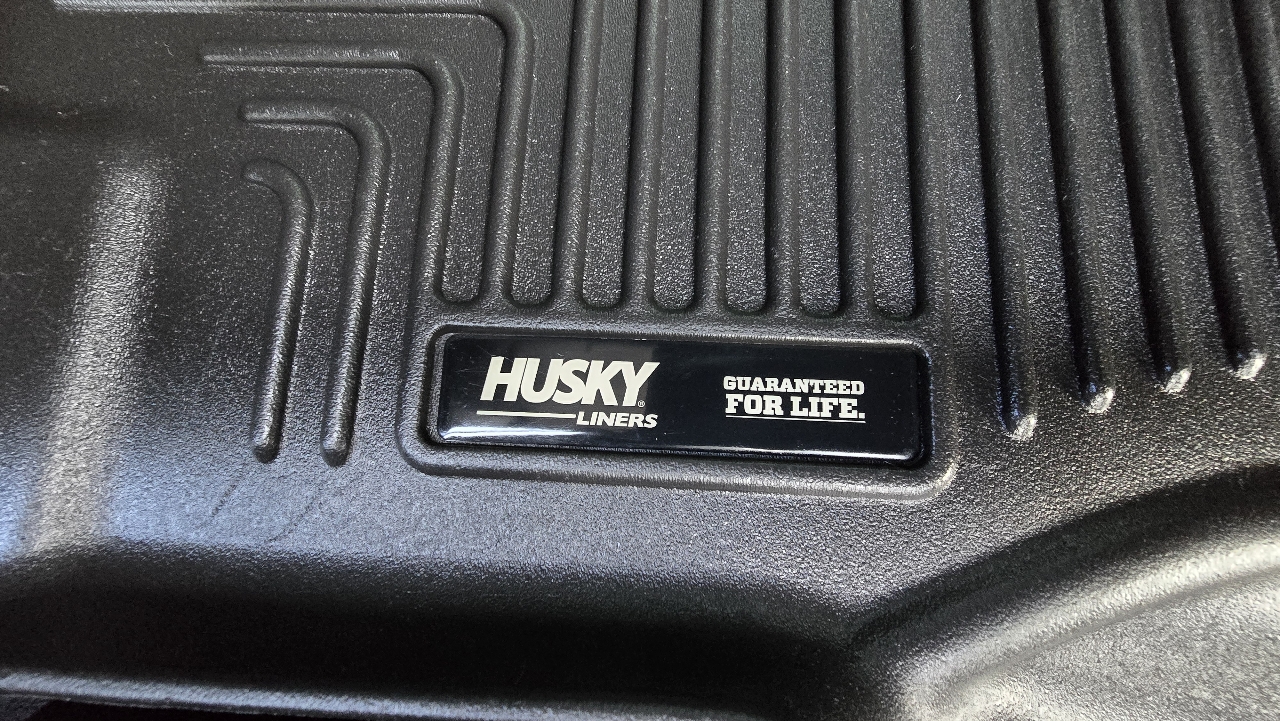 HUSKY®
LINERS
GUARANTEED
FOR LIFE.